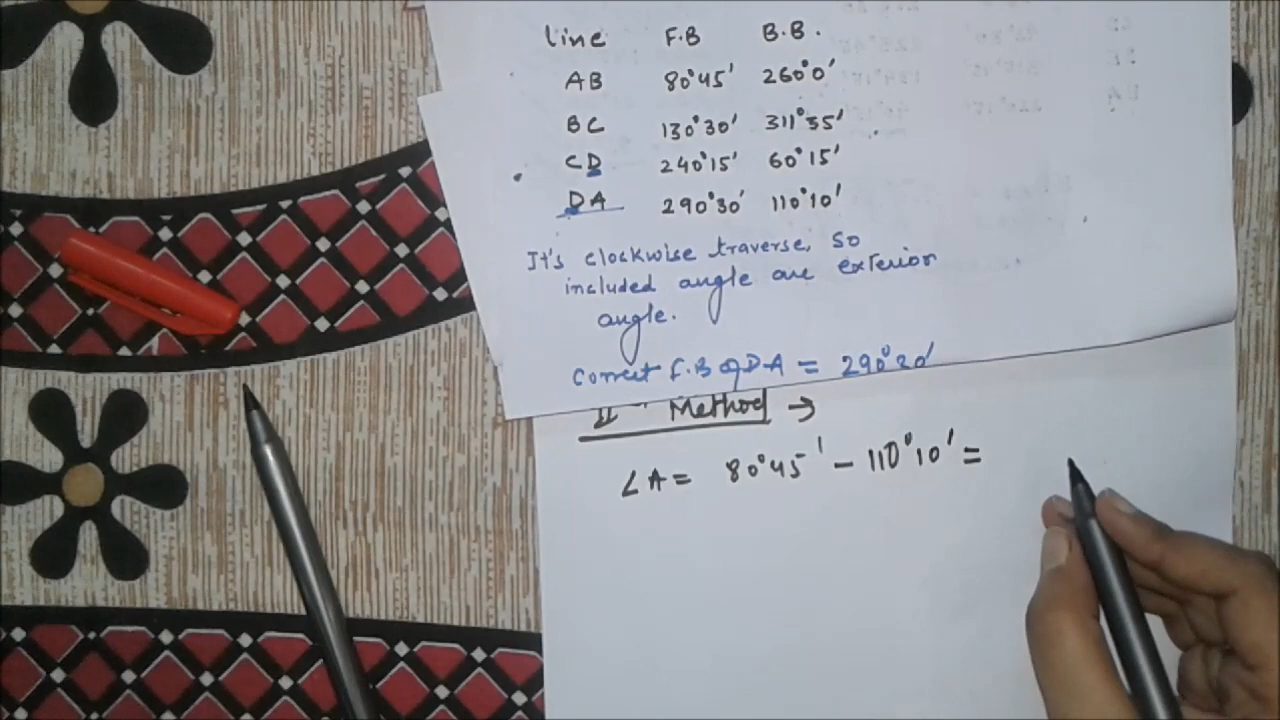 Line F.B B.B.
AB 80°45' 260°0'
BC 130°30' 311°35'
CD 240°15' 60°15'
DA 290°30' 110°10'
It's clockwise traverse, so
included angle are exterior
angle.
Correct F.B of DA = 290°20'
II Method →
∠A = 80°45' - 110°10' =